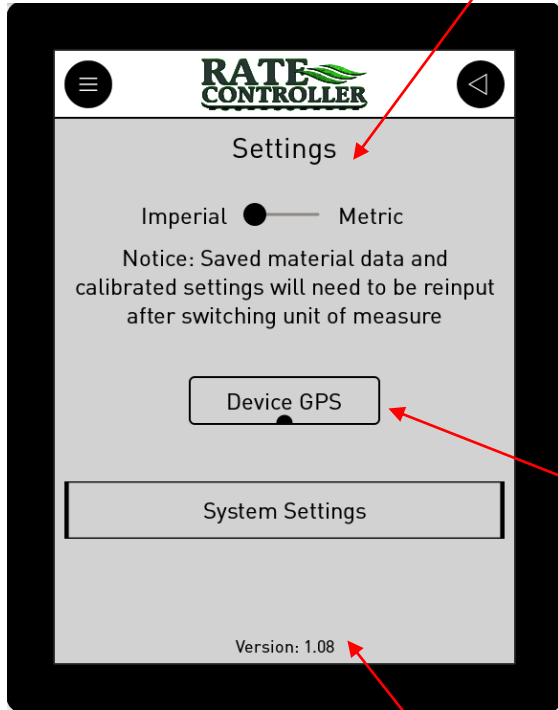 RATE
CONTROLLER
Settings
Imperial Metric
Notice: Saved material data and
calibrated settings will need to be reinput
after switching unit of measure
Device GPS
System Settings
Version: 1.08